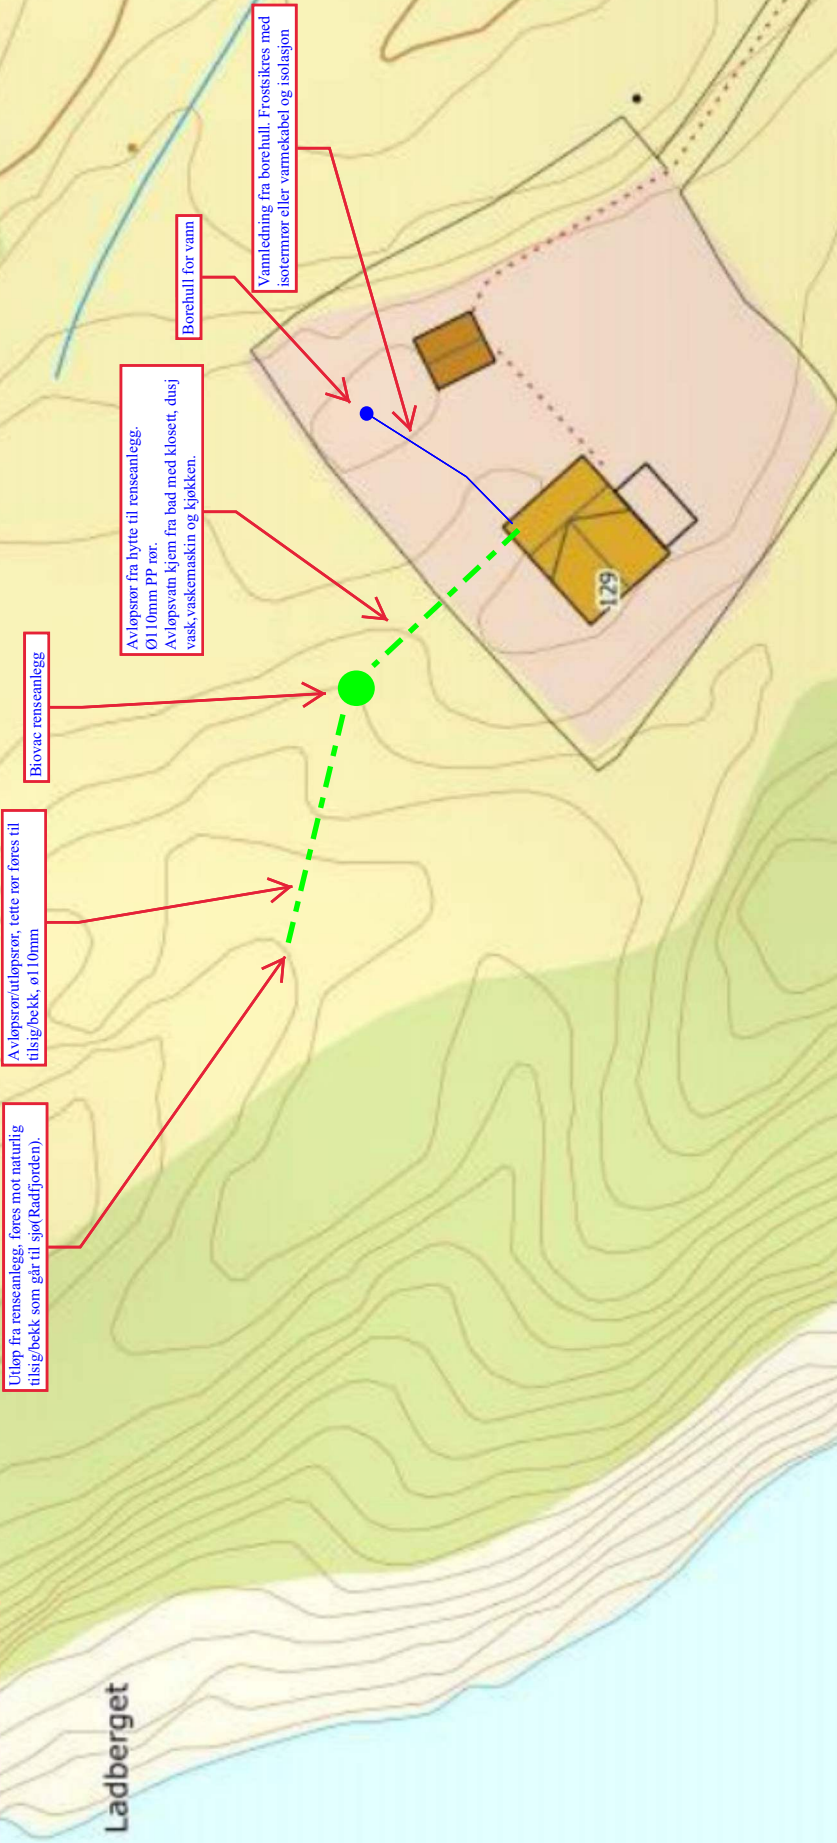 Utløp fra renseanlegg, føres mot naturlig
tilsig/bekk som går til sjø(Radfjorden).
Avløpsrør/utløpsrør, tette rør føres til
tilsig/bekk, ø110mm
Biovac renseanlegg
Avløpsrør fra hytte til renseanlegg.
Ø110mm PP rør.
Avløpsvatn kjem fra bad med klosett, dusj
vask,vaskemaskin og kjøkken.
Borehull for vann
Vannledning fra borehull. Frostsikres med
isotermrør eller varmekabel og isolasjon
129
Ladberget